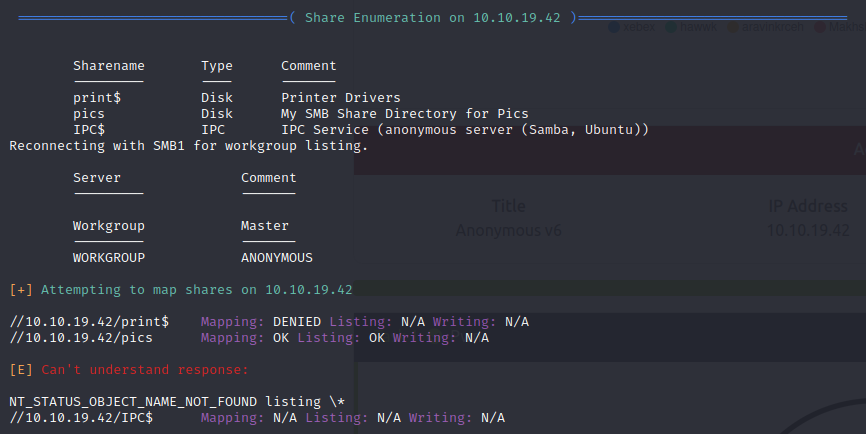 ( Share Enumeration on 10.10.19.42 )
Sharename Type Comment
print$ Disk Printer Drivers
pics Disk My SMB Share Directory for Pics
IPC$ IPC IPC Service (anonymous server (Samba, Ubuntu))
Reconnecting with SMB1 for workgroup listing.
Server Comment
Workgroup Master
WORKGROUP ANONYMOUS
Title IP Address
Anonymous v6 10.10.19.42
[+] Attempting to map shares on 10.10.19.42
//10.10.19.42/print$ Mapping: DENIED Listing: N/A Writing: N/A
//10.10.19.42/pics Mapping: OK Listing: OK Writing: N/A
[E] Can't understand response:
NT_STATUS_OBJECT_NAME_NOT_FOUND listing \*
//10.10.19.42/IPC$ Mapping: N/A Listing: N/A Writing: N/A